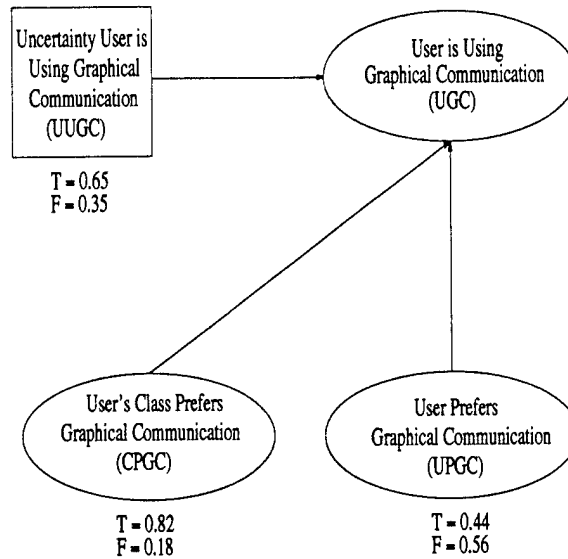 Uncertainty User is
Using Graphical
Communication
(UUGC)
T = 0.65
F = 0.35
User is Using
Graphical Communication
(UGC)
User's Class Prefers
Graphical Communication
(CPGC)
T = 0.82
F = 0.18
User Prefers
Graphical Communication
(UPGC)
T = 0.44
F = 0.56